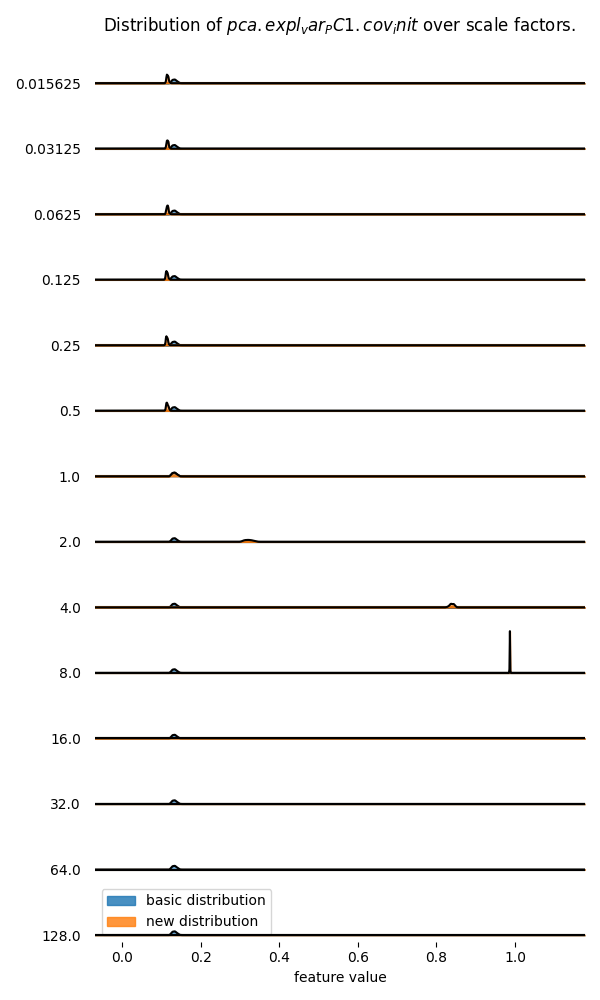 Distribution of pca.expl_var_PC1.cov_init over scale factors.
0.015625
0.03125
0.0625
0.125
0.25
0.5
1.0
2.0
4.0
8.0
16.0
32.0
64.0
basic distribution
new distribution
128.0
0.0 0.2 0.4 0.6 0.8 1.0
feature value